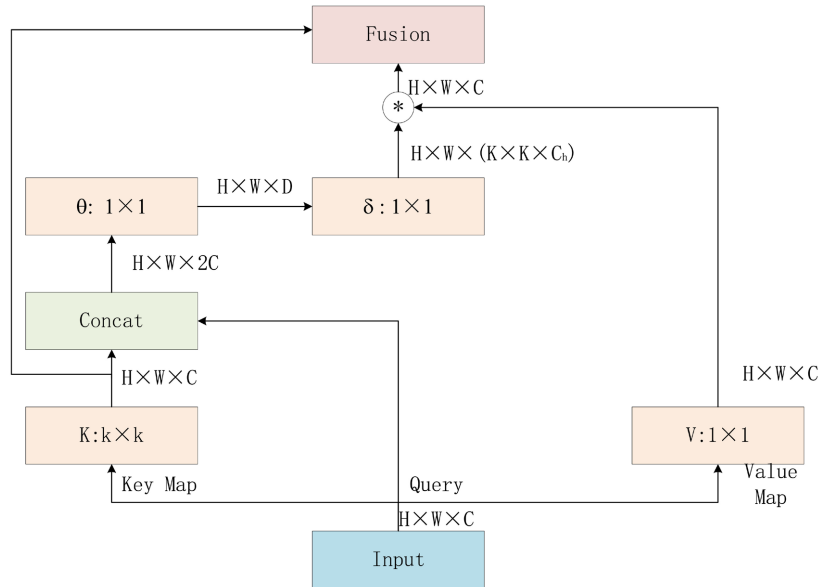 Fusion
H×W×C
*
H×W×(K×K×Cₕ)
H×W×D
θ: 1×1
δ:1×1
H×W×2C
Concat
H×W×C
H×W×C
K:k×k
V:1×1
Key Map
Query
Value
Map
H×W×C
Input